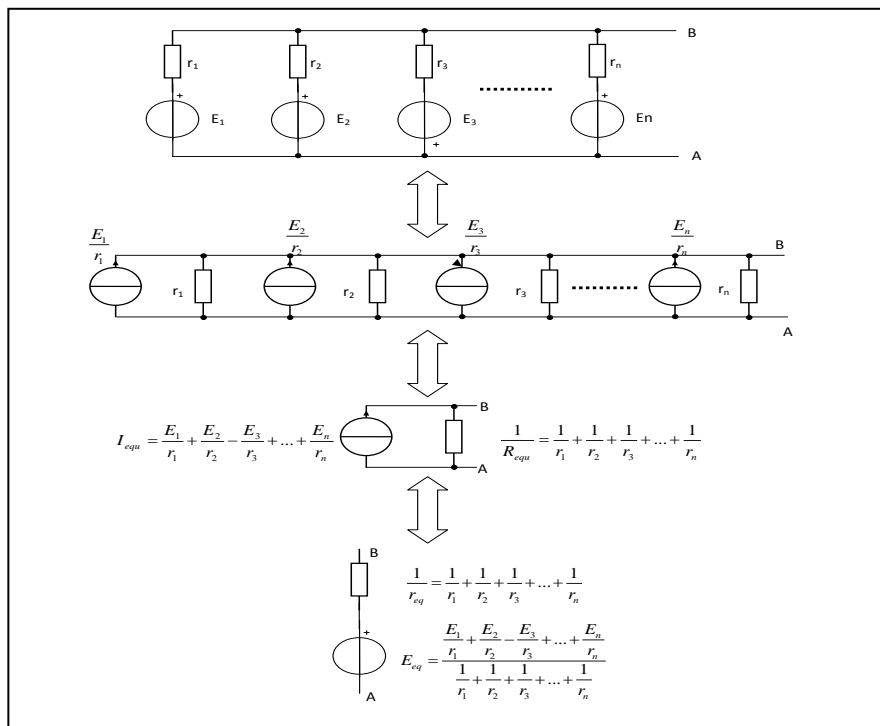 B
r₁ r₂ r₃ rₙ
+ + +
E₁ E₂ E₃ En
+
A
E₁/r₁ E₂/r₂ E₃/r₃ Eₙ/rₙ
B
r₁ r₂ r₃ rₙ
A
B
I_equ = E₁/r₁ + E₂/r₂ − E₃/r₃ + ... + Eₙ/rₙ 1/R_equ = 1/r₁ + 1/r₂ + 1/r₃ + ... + 1/rₙ
A
B
1/r_eq = 1/r₁ + 1/r₂ + 1/r₃ + ... + 1/rₙ
+
E_eq = (E₁/r₁ + E₂/r₂ − E₃/r₃ + ... + Eₙ/rₙ) / (1/r₁ + 1/r₂ + 1/r₃ + ... + 1/rₙ)
A